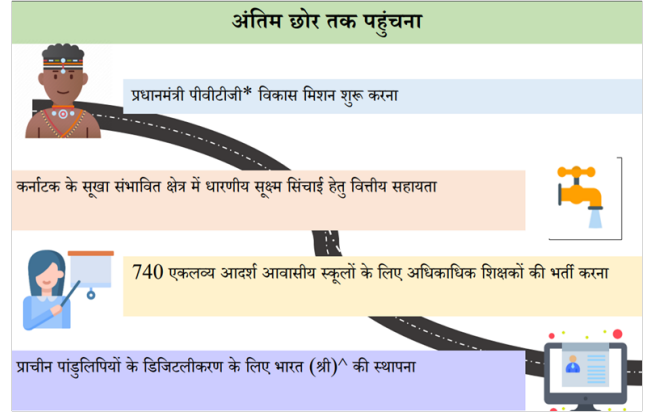 अंतिम छोर तक पहुंचना
प्रधानमंत्री पीवीटीजी* विकास मिशन शुरू करना
कर्नाटक के सूखा संभावित क्षेत्र में धारणीय सूक्ष्म सिंचाई हेतु वित्तीय सहायता
740 एकलव्य आदर्श आवासीय स्कूलों के लिए अधिकाधिक शिक्षकों की भर्ती करना
प्राचीन पांडुलिपियों के डिजिटलीकरण के लिए भारत (श्री)^ की स्थापना